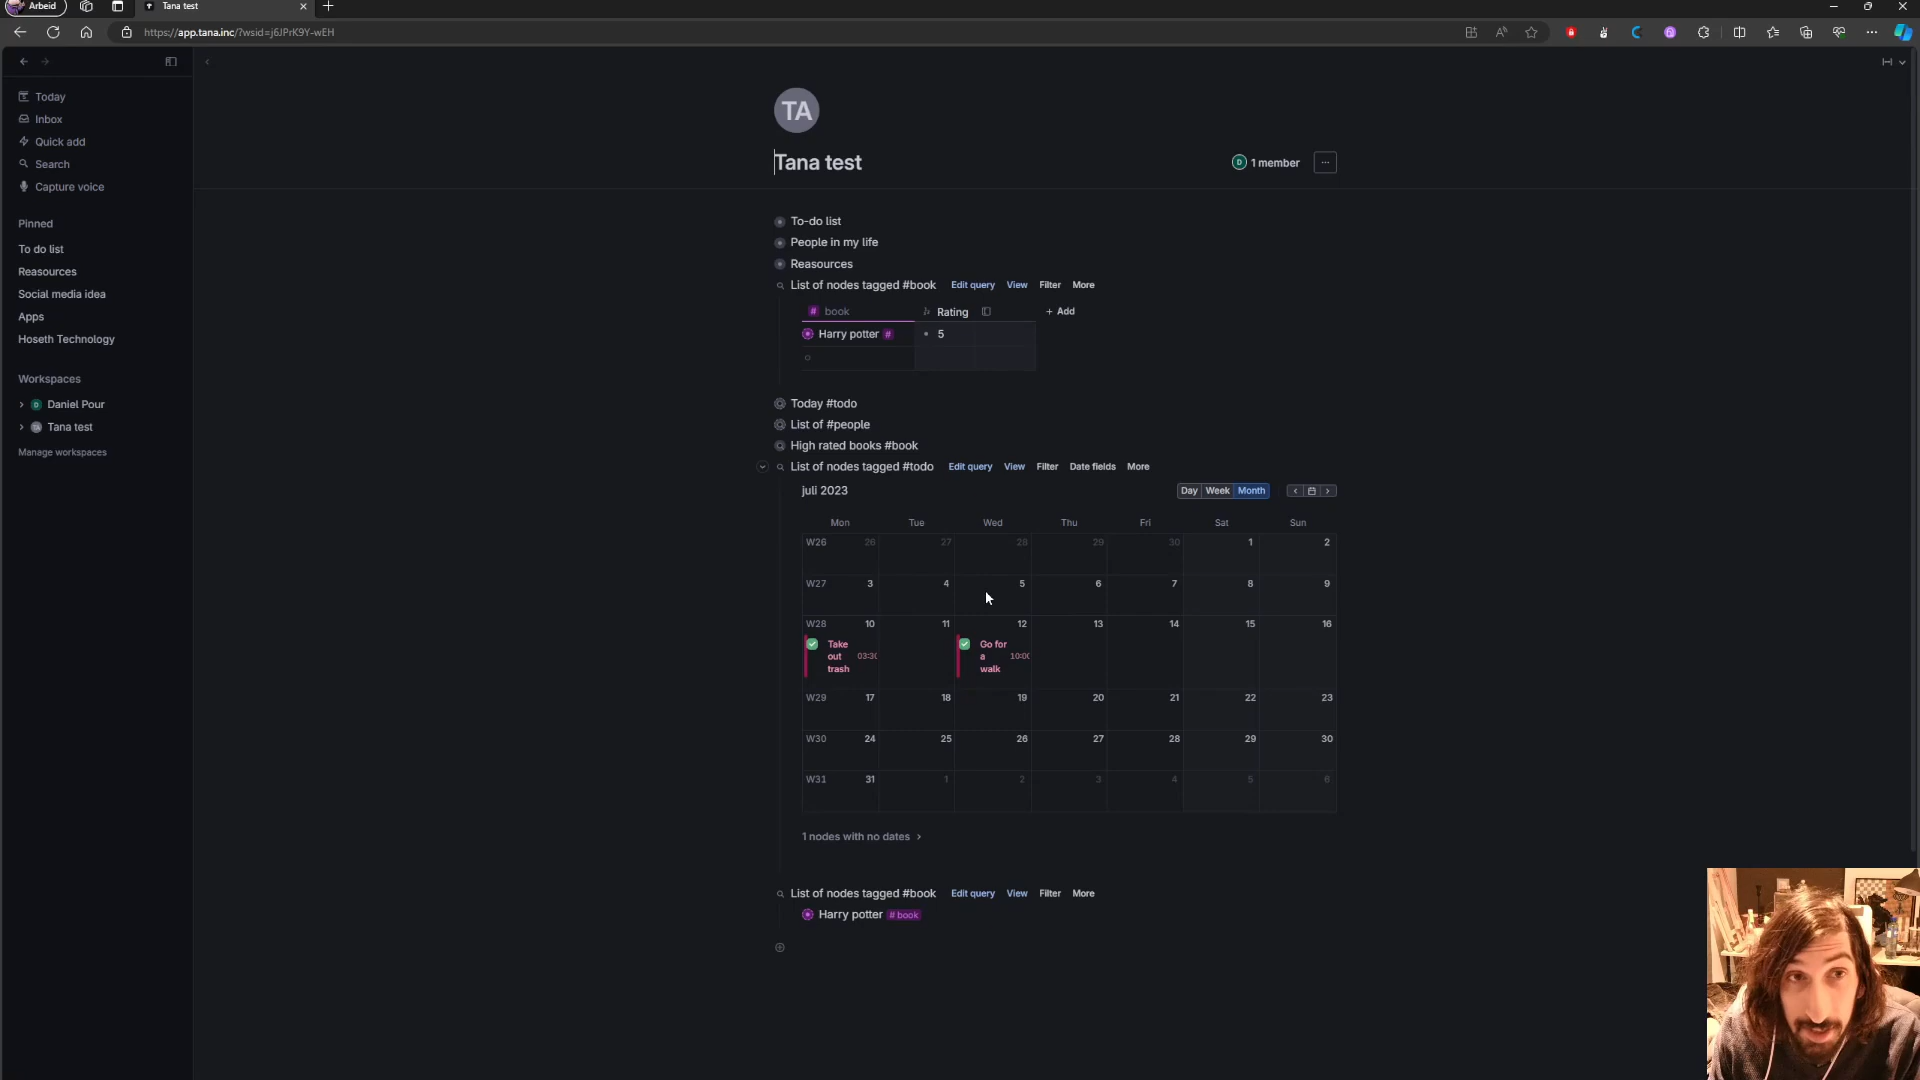 Arbeid
Tana test
https://app.tana.inc/?wsid=j6JPrK9Y-wEH
Today
Inbox
Quick add
Search
Capture voice
Pinned
To do list
Reasources
Social media idea
Apps
Hoseth Technology
Workspaces
D Daniel Pour
TA Tana test
Manage workspaces
TA
Tana test
D 1 member
To-do list
People in my life
Reasources
List of nodes tagged #book Edit query View Filter More
# book Rating + Add
Harry potter # 5
Today #todo
List of #people
High rated books #book
List of nodes tagged #todo Edit query View Filter Date fields More
juli 2023 Day Week Month
Mon Tue Wed Thu Fri Sat Sun
W26 26 27 28 29 30 1 2
W27 3 4 5 6 7 8 9
W28 10 11 12 13 14 15 16
Take out trash 03:30
Go for a walk 10:00
W29 17 18 19 20 21 22 23
W30 24 25 26 27 28 29 30
W31 31 1 2 3 4 5 6
1 nodes with no dates >
List of nodes tagged #book Edit query View Filter More
Harry potter # book